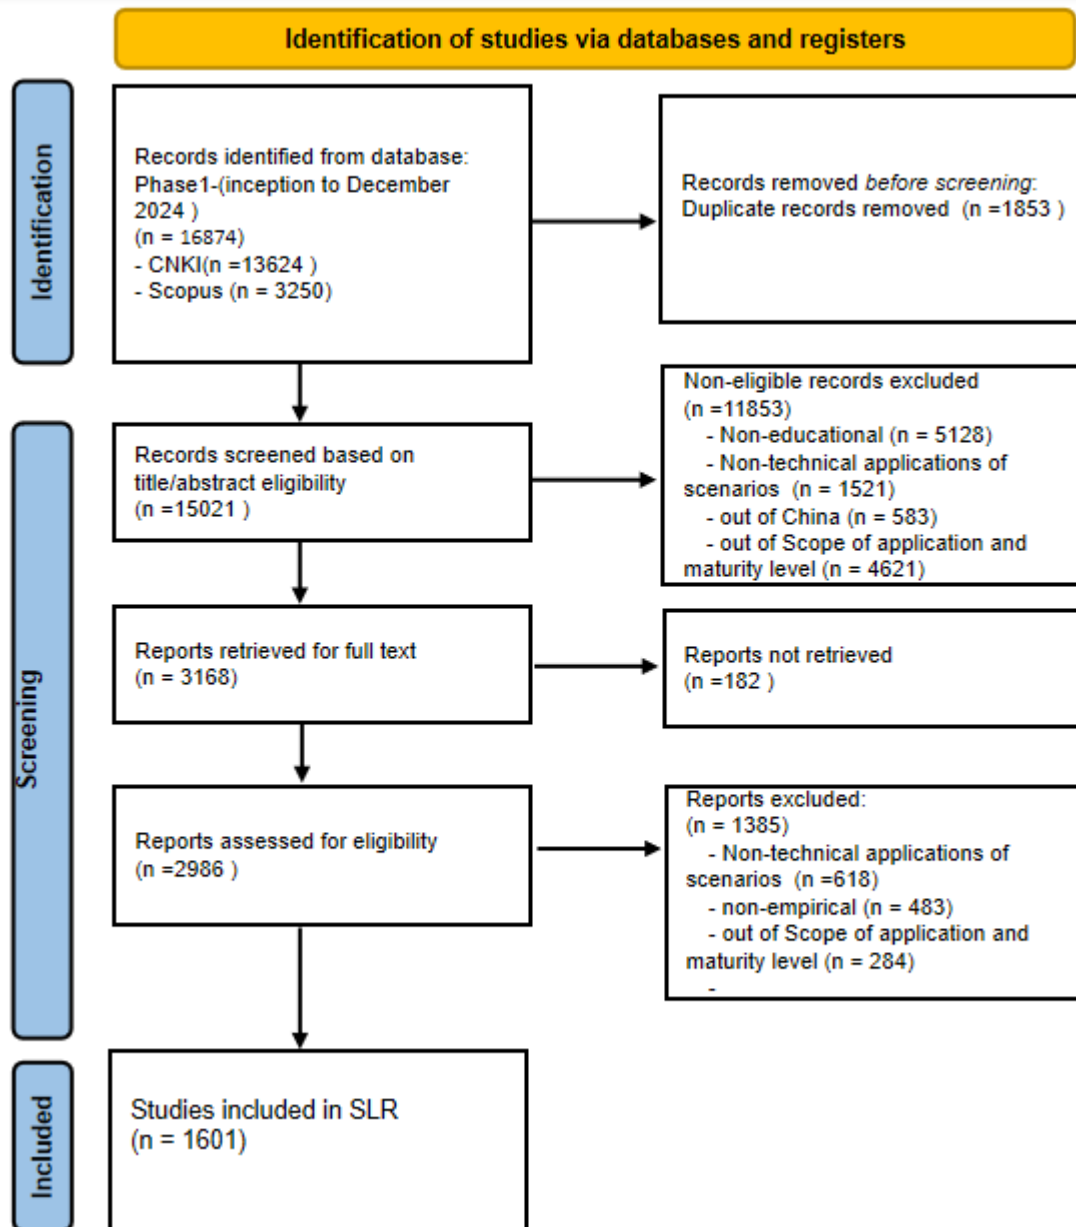 Identification of studies via databases and registers
Identification
Records identified from database:
Phase1-(inception to December
2024 )
(n = 16874)
- CNKI(n =13624 )
- Scopus (n = 3250)
Records removed before screening:
Duplicate records removed (n =1853 )
Screening
Records screened based on
title/abstract eligibility
(n =15021 )
Non-eligible records excluded
(n =11853)
- Non-educational (n = 5128)
- Non-technical applications of
scenarios (n = 1521)
- out of China (n = 583)
- out of Scope of application and
maturity level (n = 4621)
Reports retrieved for full text
(n = 3168)
Reports not retrieved
(n =182 )
Reports assessed for eligibility
(n =2986 )
Reports excluded:
(n = 1385)
- Non-technical applications of
scenarios (n =618)
- non-empirical (n = 483)
- out of Scope of application and
maturity level (n = 284)
-
Included
Studies included in SLR
(n = 1601)